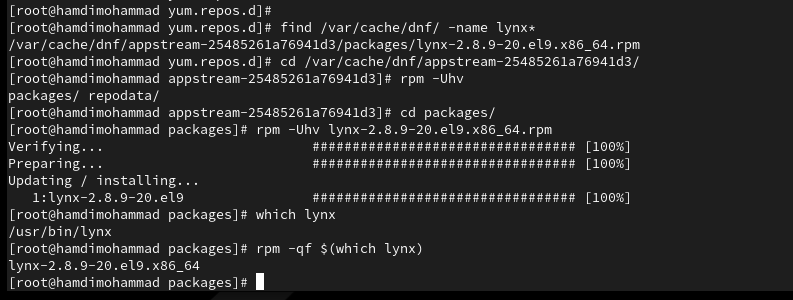 [root@hamdimohammad yum.repos.d]#
[root@hamdimohammad yum.repos.d]# find /var/cache/dnf/ -name lynx*
/var/cache/dnf/appstream-25485261a76941d3/packages/lynx-2.8.9-20.el9.x86_64.rpm
[root@hamdimohammad yum.repos.d]# cd /var/cache/dnf/appstream-25485261a76941d3/
[root@hamdimohammad appstream-25485261a76941d3]# rpm -Uhv
packages/ repodata/
[root@hamdimohammad appstream-25485261a76941d3]# cd packages/
[root@hamdimohammad packages]# rpm -Uhv lynx-2.8.9-20.el9.x86_64.rpm
Verifying...                          ################################# [100%]
Preparing...                          ################################# [100%]
Updating / installing...
   1:lynx-2.8.9-20.el9                ################################# [100%]
[root@hamdimohammad packages]# which lynx
/usr/bin/lynx
[root@hamdimohammad packages]# rpm -qf $(which lynx)
lynx-2.8.9-20.el9.x86_64
[root@hamdimohammad packages]#